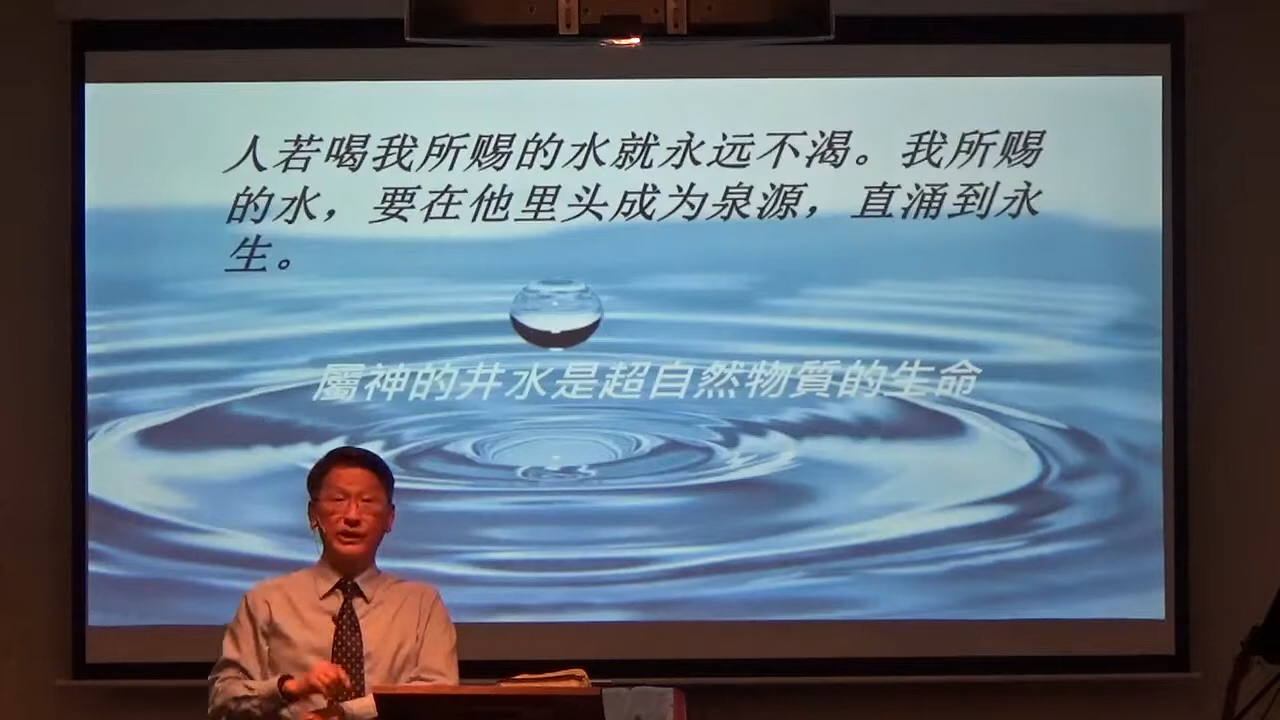 人若喝我所赐的水就永远不渴。我所赐
的水，要在他里头成为泉源，直涌到永
生。
屬神的井水是超自然物質的生命